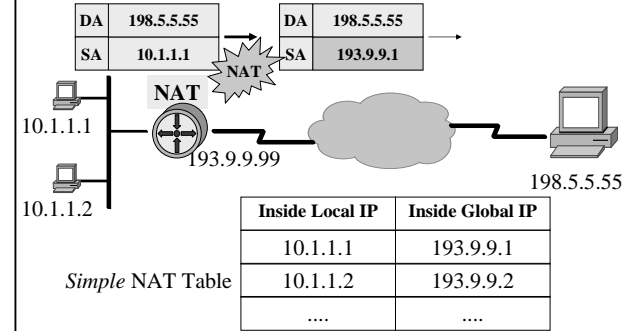 DA 198.5.5.55 DA 198.5.5.55
SA 10.1.1.1 SA 193.9.9.1
NAT
NAT
10.1.1.1
193.9.9.99
198.5.5.55
10.1.1.2
Inside Local IP Inside Global IP
10.1.1.1 193.9.9.1
Simple NAT Table 10.1.1.2 193.9.9.2
.... ....